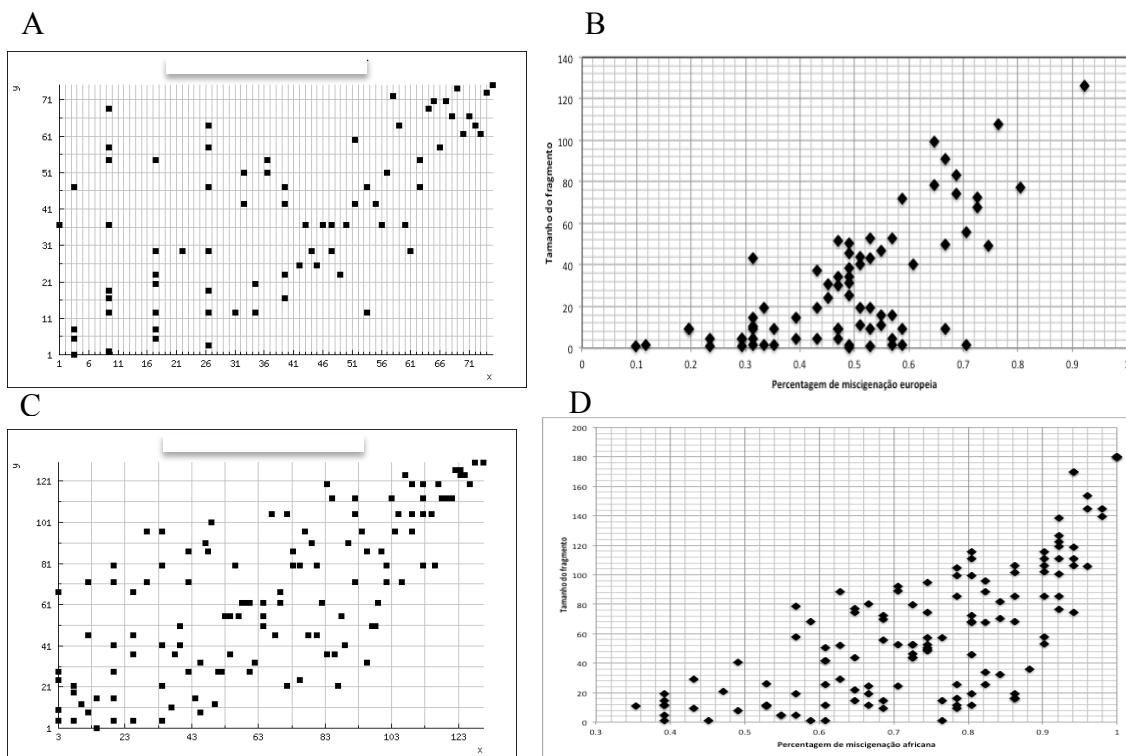 A
y
71
61
51
41
31
21
11
1
1 6 11 16 21 26 31 36 41 46 51 56 61 66 71
x
B
Tamanho do fragmento
140
120
100
80
60
40
20
0
0 0.1 0.2 0.3 0.4 0.5 0.6 0.7 0.8 0.9 1
Percentagem de miscigenação europeia
C
y
121
101
81
61
41
21
1
3 23 43 63 83 103 123
x
D
Tamanho do fragmento
200
180
160
140
120
100
80
60
40
20
0
0.3 0.4 0.5 0.6 0.7 0.8 0.9 1
Percentagem de miscigenação africana